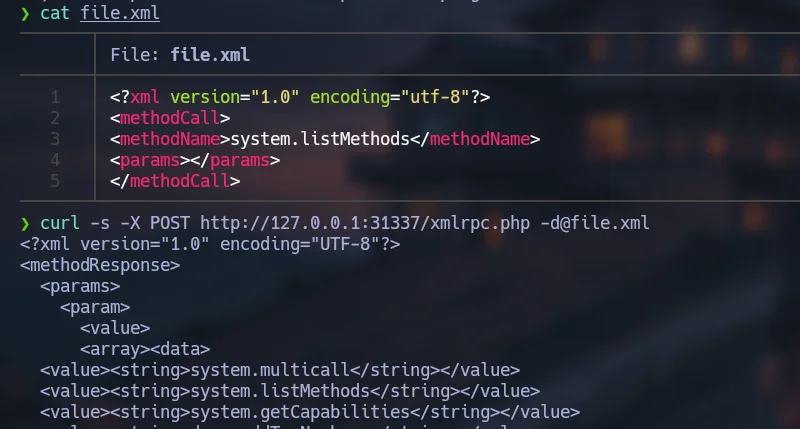 ❯ cat file.xml
File: file.xml
1 <?xml version="1.0" encoding="utf-8"?>
2 <methodCall>
3 <methodName>system.listMethods</methodName>
4 <params></params>
5 </methodCall>
❯ curl -s -X POST http://127.0.0.1:31337/xmlrpc.php -d@file.xml
<?xml version="1.0" encoding="UTF-8"?>
<methodResponse>
  <params>
    <param>
      <value>
      <array><data>
  <value><string>system.multicall</string></value>
  <value><string>system.listMethods</string></value>
  <value><string>system.getCapabilities</string></value>